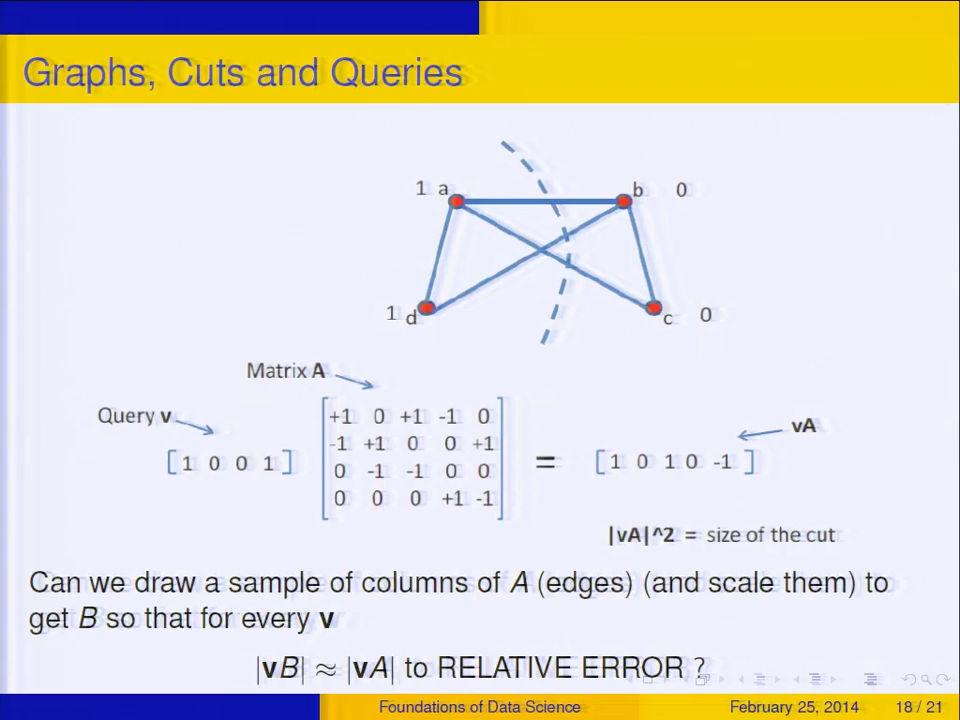 Graphs, Cuts and Queries
1 a b 0
1 d c 0
Matrix A
Query v
vA
[1 0 0 1]
+1 0 +1 -1 0
-1 +1 0 0 +1
0 -1 -1 0 0
0 0 0 +1 -1
=
[1 0 1 0 -1]
|vA|^2 = size of the cut
Can we draw a sample of columns of A (edges) (and scale them) to
get B so that for every v
|vB| ≈ |vA| to RELATIVE ERROR ?
Foundations of Data Science February 25, 2014 18 / 21